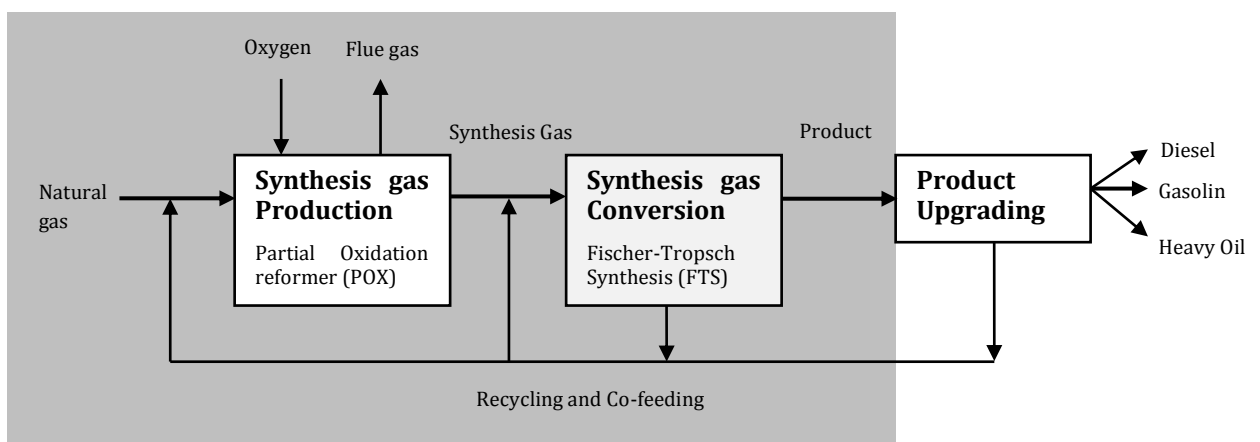 Oxygen
Flue gas
Synthesis Gas
Product
Natural
gas
Synthesis gas
Production
Partial Oxidation
reformer (POX)
Synthesis gas
Conversion
Fischer-Tropsch
Synthesis (FTS)
Product
Upgrading
Diesel
Gasolin
Heavy Oil
Recycling and Co-feeding